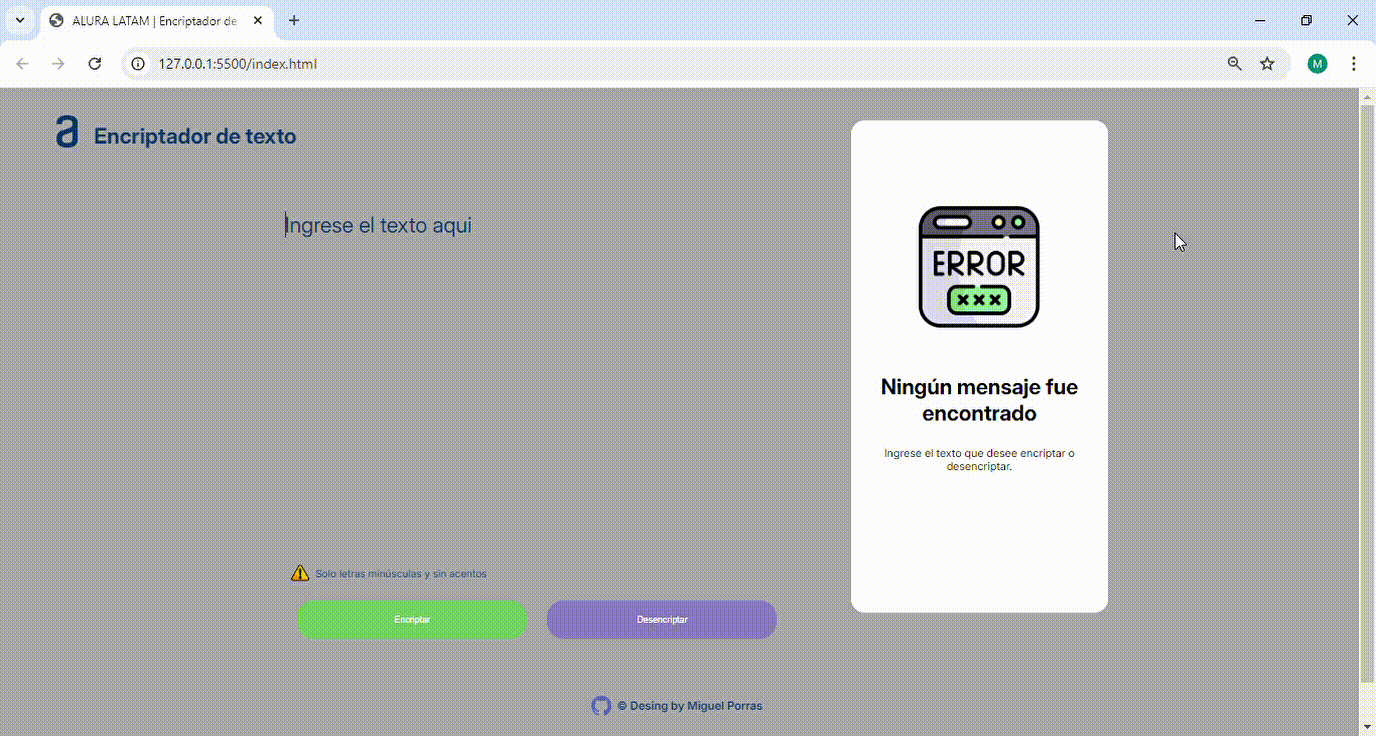 ALURA LATAM | Encriptador de
127.0.0.1:5500/index.html
M
a Encriptador de texto
Ingrese el texto aqui
ERROR
×××
Ningún mensaje fue
encontrado
Ingrese el texto que desee encriptar o
desencriptar.
Solo letras minúsculas y sin acentos
Encriptar
Desencriptar
© Desing by Miguel Porras